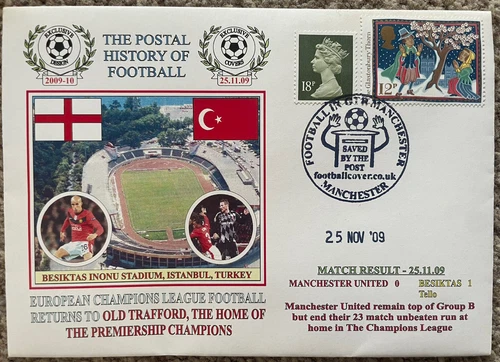 EXCLUSIVE DESIGN
2009-10
THE POSTAL
HISTORY OF
FOOTBALL
EXCLUSIVE COVERS
25.11.09
BESIKTAS INONU STADIUM, ISTANBUL, TURKEY
EUROPEAN CHAMPIONS LEAGUE FOOTBALL
RETURNS TO OLD TRAFFORD, THE HOME OF
THE PREMIERSHIP CHAMPIONS
18P
Glastonbury Thorn
12P
FOOTBALL IN MANCHESTER
SAVED
BY THE
POST
footballcover.co.uk
MANCHESTER
25 NOV '09
MATCH RESULT - 25.11.09
MANCHESTER UNITED 0 BESIKTAS 1
Tello
Manchester United remain top of Group B
but end their 23 match unbeaten run at
home in The Champions League